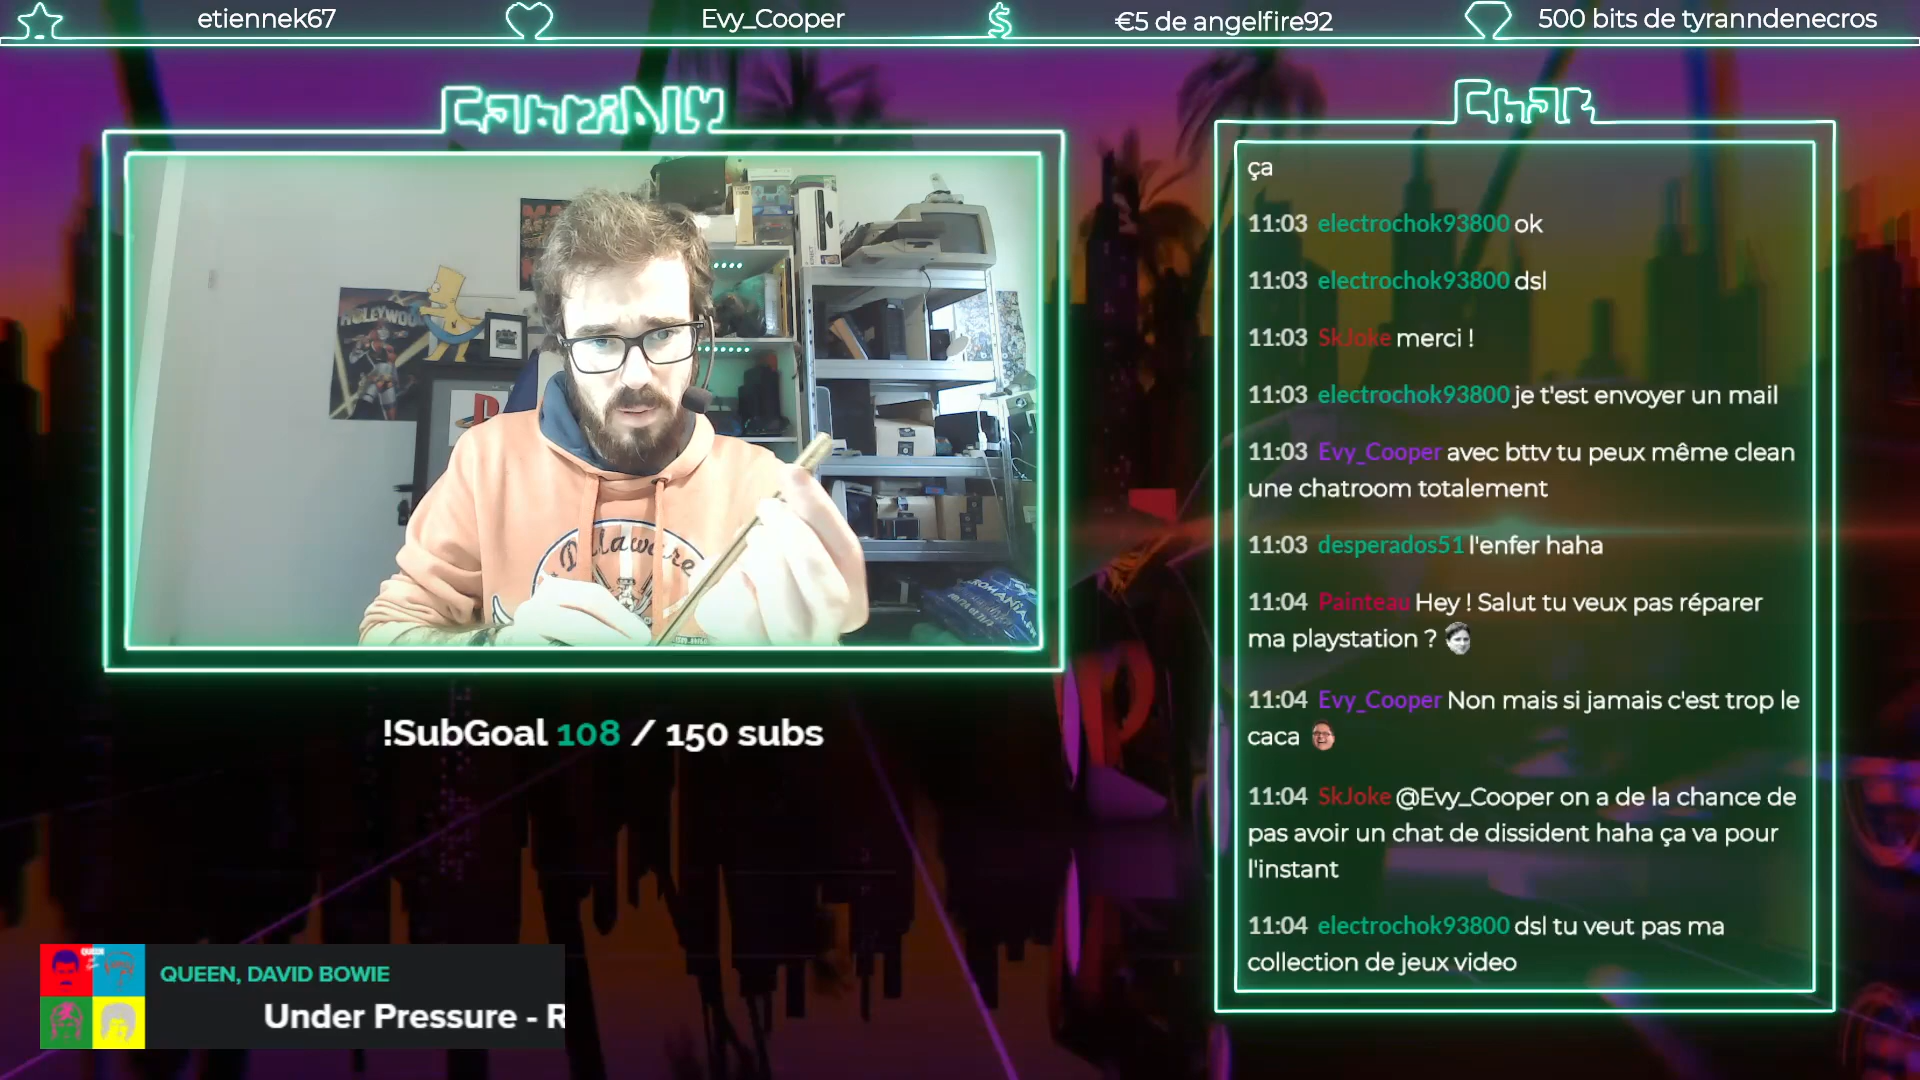 etiennek67
Evy_Cooper
€5 de angelfire92
500 bits de tyranndenecros
Chat
ça
11:03 electrochok93800 ok
11:03 electrochok93800 dsl
11:03 SkJoke merci !
11:03 electrochok93800 je t'est envoyer un mail
11:03 Evy_Cooper avec bttv tu peux même clean
une chatroom totalement
11:03 desperados51 l'enfer haha
11:04 Painteau Hey ! Salut tu veux pas réparer
ma playstation ?
11:04 Evy_Cooper Non mais si jamais c'est trop le
caca
11:04 SkJoke @Evy_Cooper on a de la chance de
pas avoir un chat de dissident haha ça va pour
l'instant
11:04 electrochok93800 dsl tu veut pas ma
collection de jeux video
Delaware
ROMANIA
!SubGoal 108 / 150 subs
QUEEN, DAVID BOWIE
Under Pressure - R